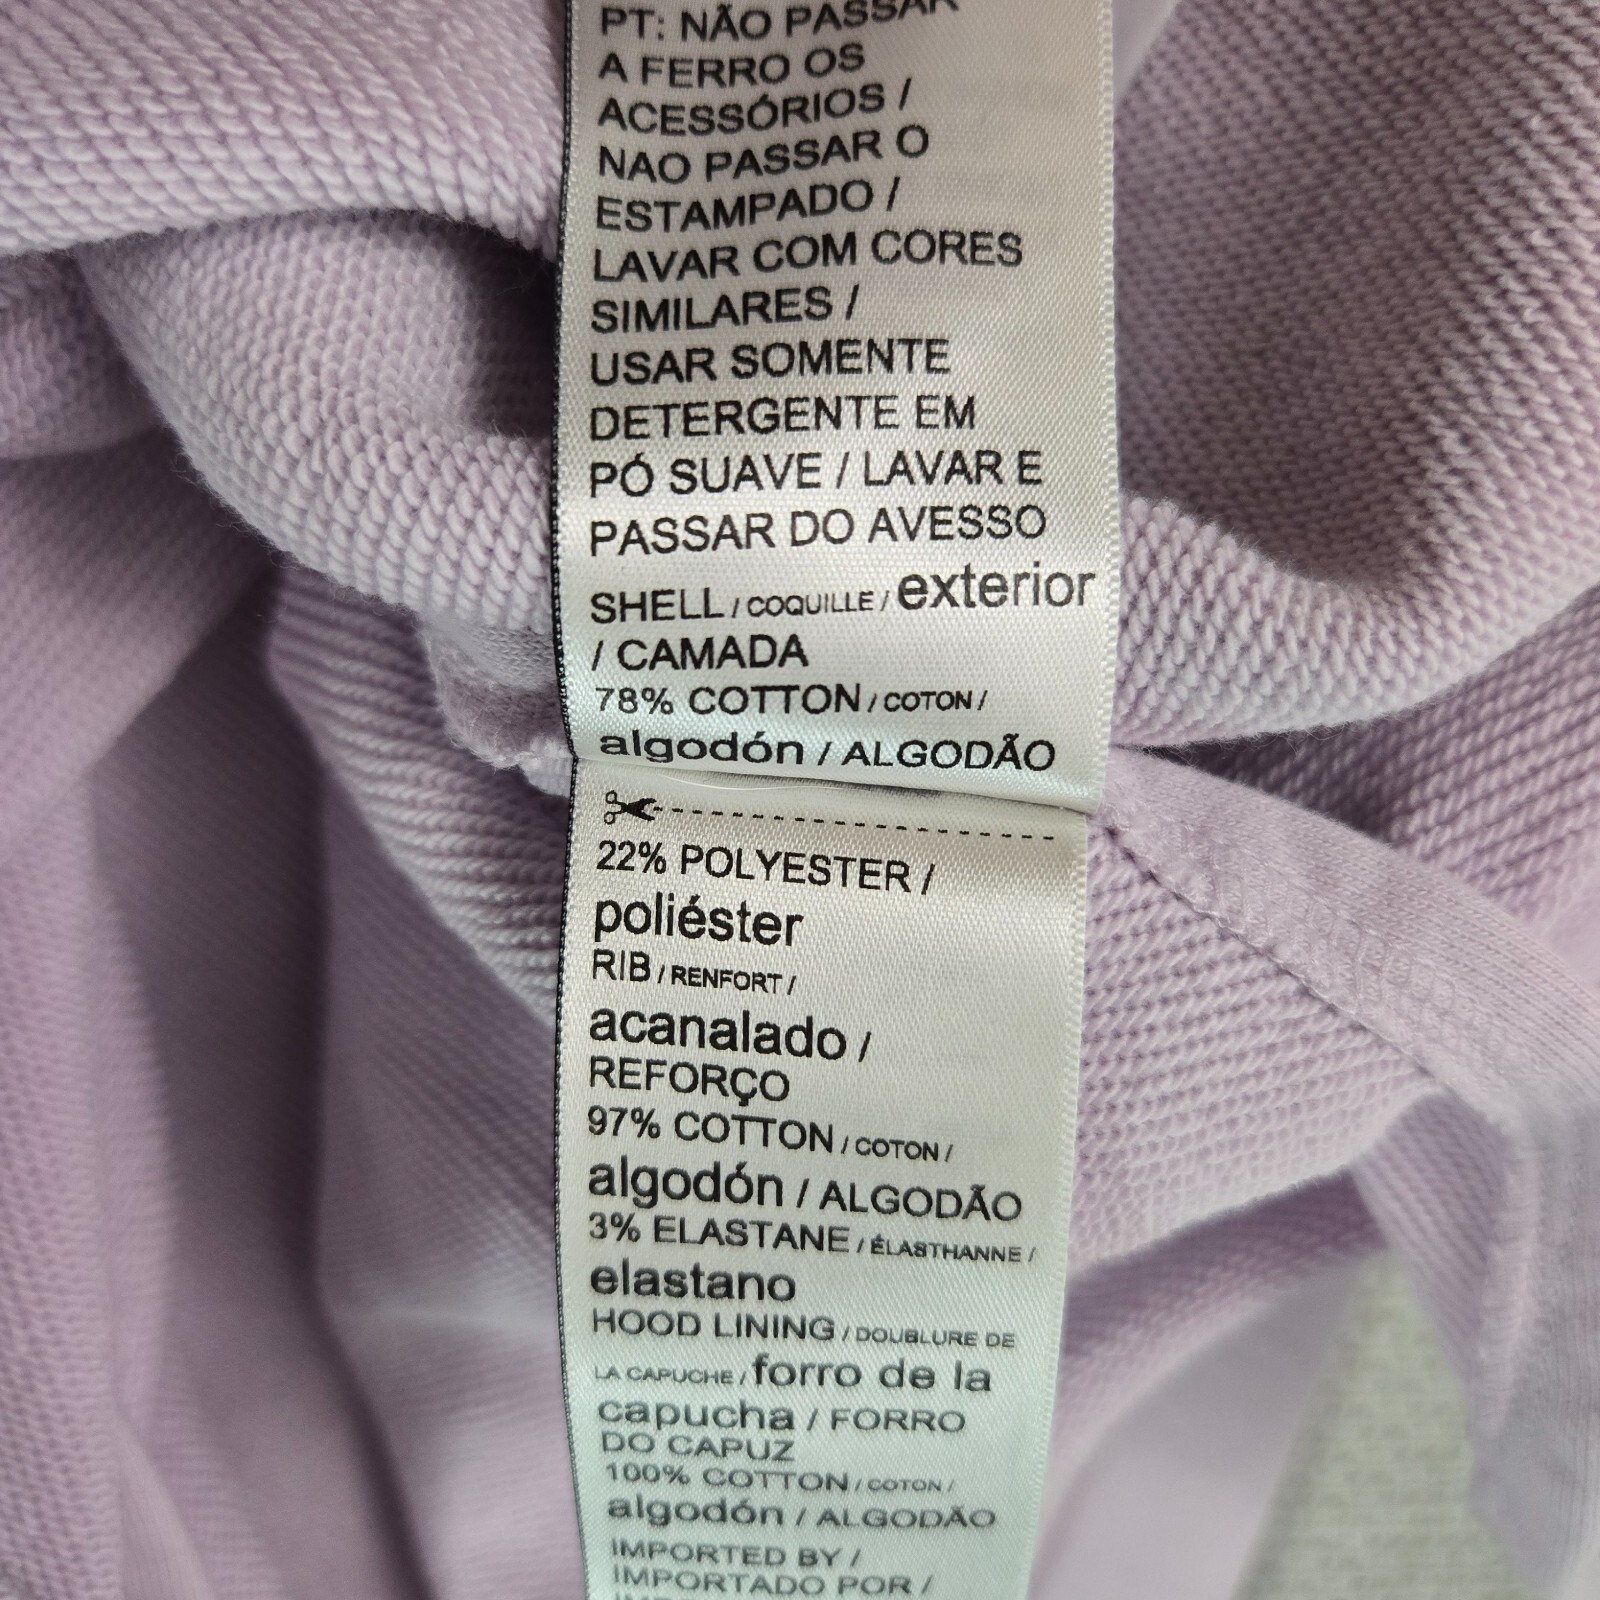 PT: NÃO PASSAR
A FERRO OS
ACESSÓRIOS /
NAO PASSAR O
ESTAMPADO /
LAVAR COM CORES
SIMILARES /
USAR SOMENTE
DETERGENTE EM
PÓ SUAVE / LAVAR E
PASSAR DO AVESSO
SHELL / COQUILLE / exterior
/ CAMADA
78% COTTON / COTON /
algodón / ALGODÃO
22% POLYESTER /
poliéster
RIB / RENFORT /
acanalado /
REFORÇO
97% COTTON / COTON /
algodón / ALGODÃO
3% ELASTANE / ÉLASTHANNE /
elastano
HOOD LINING / DOUBLURE DE
LA CAPUCHE / forro de la
capucha / FORRO
DO CAPUZ
100% COTTON / COTON /
algodón / ALGODÃO
IMPORTED BY /
IMPORTADO POR /